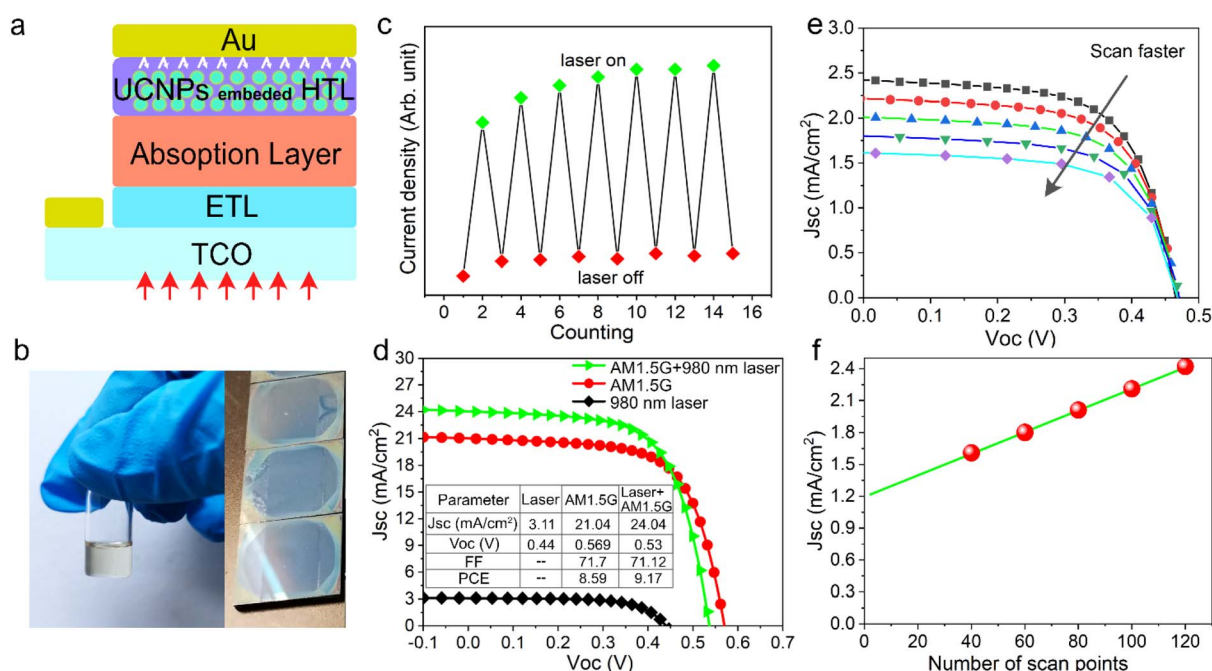 a
Au
UCNPs embeded HTL
Absoption Layer
ETL
TCO
b
c
Current density (Arb. unit)
laser on
laser off
0 2 4 6 8 10 12 14 16
Counting
d
Jsc (mA/cm²)
30
27
24
21
18
15
12
9
6
3
0
AM1.5G+980 nm laser
AM1.5G
980 nm laser
Parameter Laser AM1.5G Laser+AM1.5G
Jsc (mA/cm²) 3.11 21.04 24.04
Voc (V) 0.44 0.569 0.53
FF -- 71.7 71.12
PCE -- 8.59 9.17
-0.1 0.0 0.1 0.2 0.3 0.4 0.5 0.6 0.7
Voc (V)
e
Jsc (mA/cm²)
3.0
2.5
2.0
1.5
1.0
0.5
0.0
Scan faster
0.0 0.1 0.2 0.3 0.4 0.5
Voc (V)
f
Jsc (mA/cm²)
2.4
2.1
1.8
1.5
1.2
0.9
0.6
0.3
0.0
0 20 40 60 80 100 120
Number of scan points